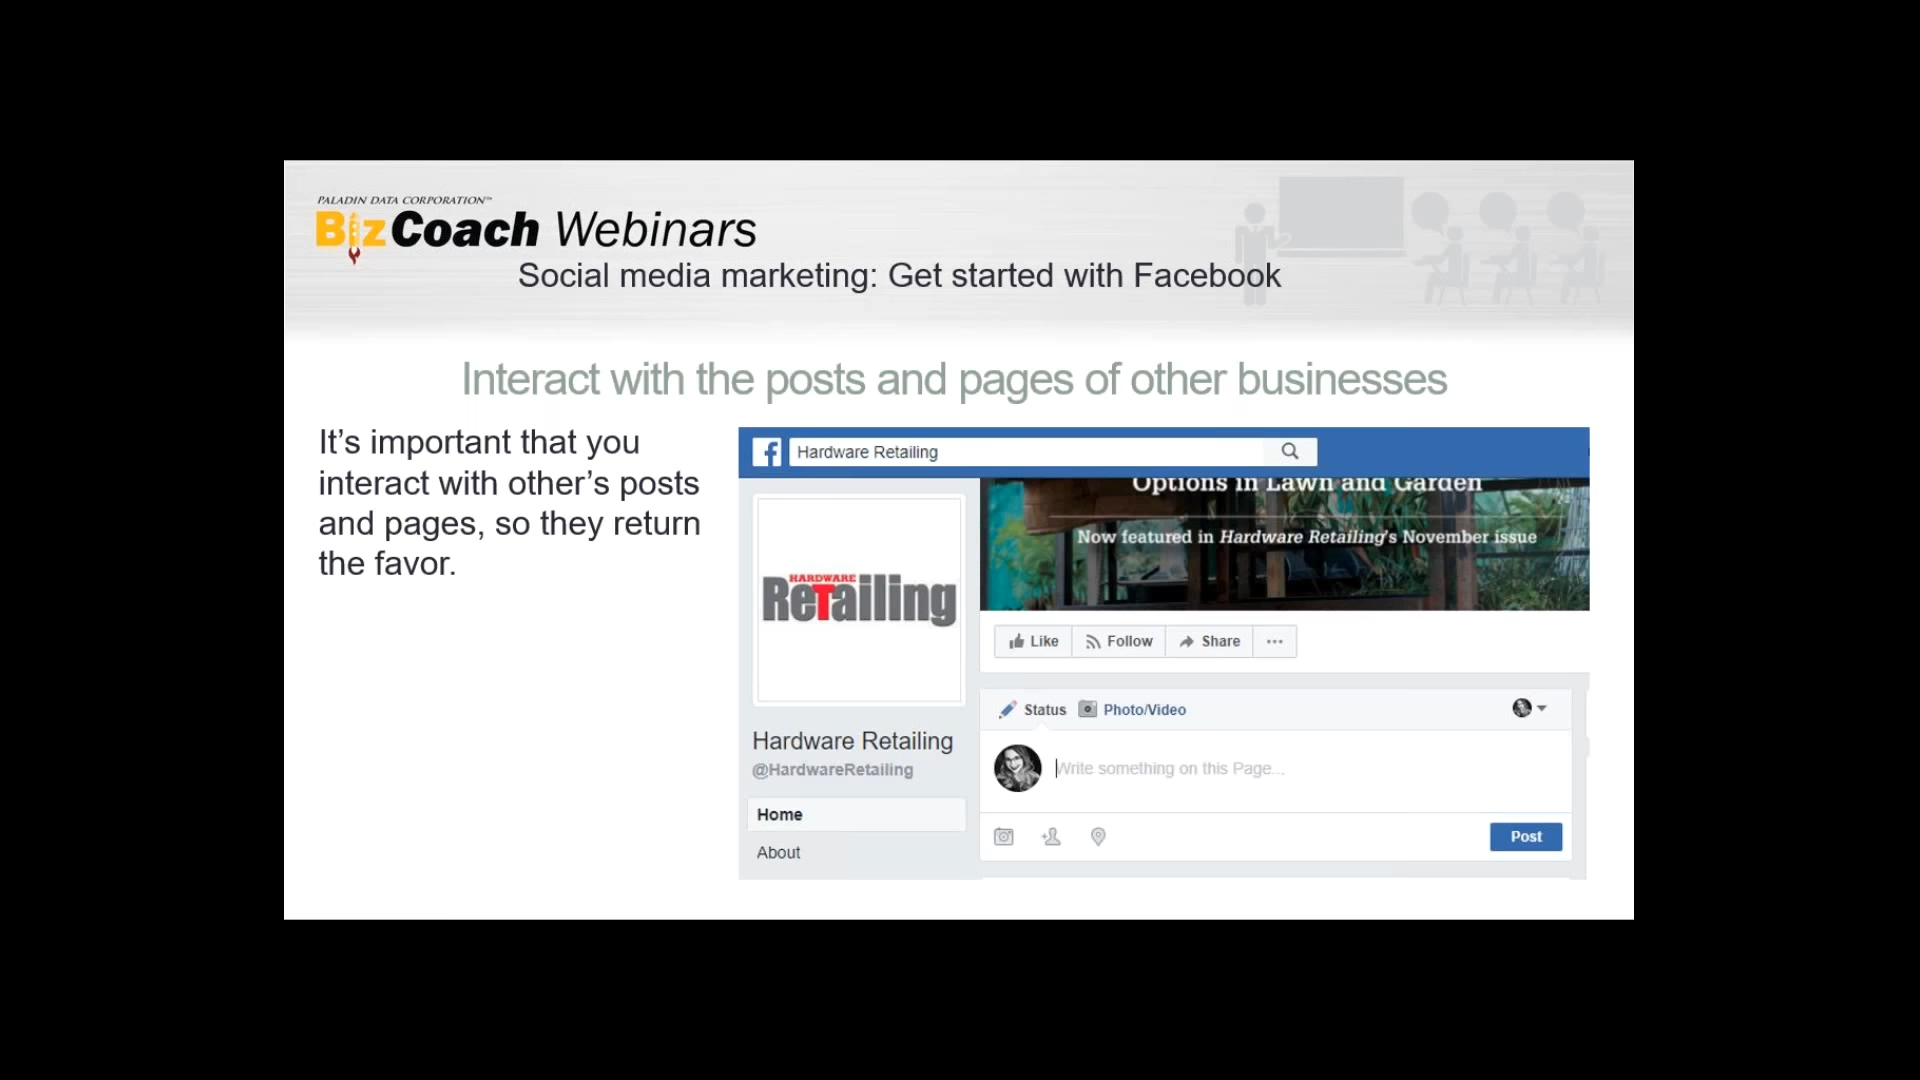 PALADIN DATA CORPORATION™
BizCoach Webinars
Social media marketing: Get started with Facebook
Interact with the posts and pages of other businesses
It's important that you
interact with other's posts
and pages, so they return
the favor.
Hardware Retailing
Options in Lawn and Garden
Now featured in Hardware Retailing's November issue
HARDWARE
ReTailing
Like
Follow
Share
Status
Photo/Video
Hardware Retailing
@HardwareRetailing
Write something on this Page...
Home
About
Post